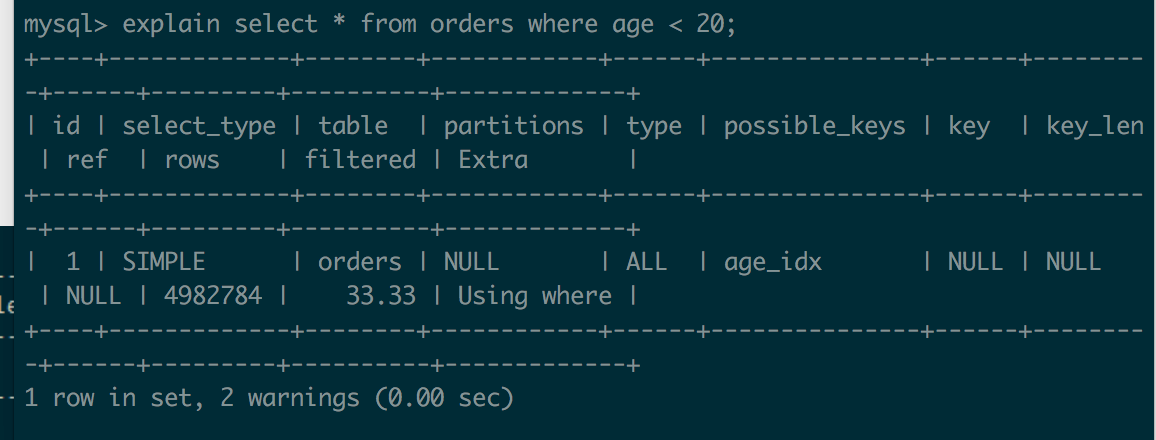 mysql> explain select * from orders where age < 20;
+----+-------------+--------+------------+------+---------------+------+--------
-+------+---------+----------+-------------+
| id | select_type | table  | partitions | type | possible_keys | key  | key_len
 | ref  | rows    | filtered | Extra       |
+----+-------------+--------+------------+------+---------------+------+--------
-+------+---------+----------+-------------+
|  1 | SIMPLE      | orders | NULL       | ALL  | age_idx       | NULL | NULL
 | NULL | 4982784 |    33.33 | Using where |
+----+-------------+--------+------------+------+---------------+------+--------
-+------+---------+----------+-------------+
1 row in set, 2 warnings (0.00 sec)